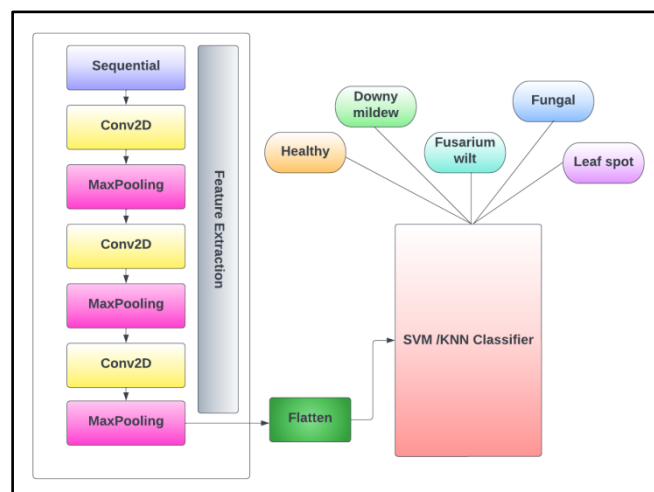 Sequential
Conv2D
MaxPooling
Conv2D
MaxPooling
Conv2D
MaxPooling
Feature Extraction
Flatten
SVM /KNN Classifier
Healthy
Downy
mildew
Fusarium
wilt
Fungal
Leaf spot